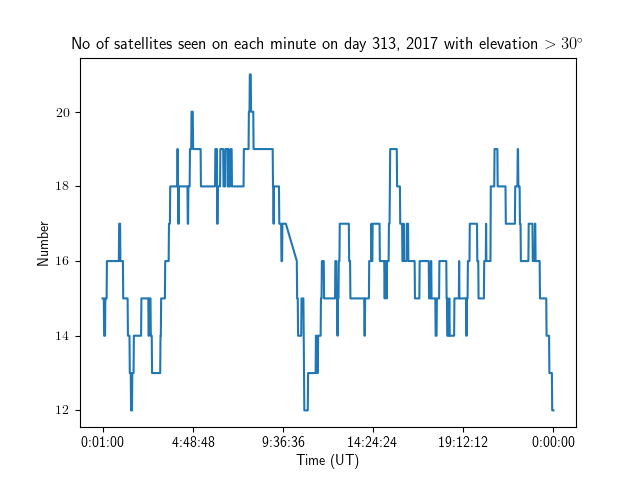 No of satellites seen on each minute on day 313, 2017 with elevation > 30°
Number
20
18
16
14
12
0:01:00 4:48:48 9:36:36 14:24:24 19:12:12 0:00:00
Time (UT)